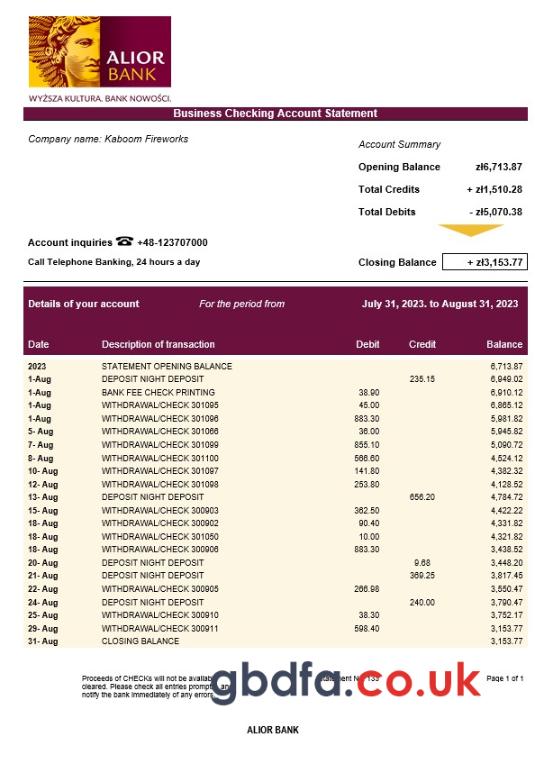 ALIOR
BANK
WYŻSZA KULTURA. BANK NOWOŚCI.
Business Checking Account Statement
Company name: Kaboom Fireworks
Account Summary
Opening Balance zł6,713.87
Total Credits + zł1,510.28
Total Debits - zł5,070.38
Account inquiries ☎ +48-123707000
Call Telephone Banking, 24 hours a day
Closing Balance + zł3,153.77
Details of your account For the period from July 31, 2023. to August 31, 2023
Date Description of transaction Debit Credit Balance
2023 STATEMENT OPENING BALANCE 6,713.87
1-Aug DEPOSIT NIGHT DEPOSIT 235.15 6,949.02
1-Aug BANK FEE CHECK PRINTING 38.90 6,910.12
1-Aug WITHDRAWAL/CHECK 301095 45.00 6,865.12
1-Aug WITHDRAWAL/CHECK 301096 883.30 5,981.82
5- Aug WITHDRAWAL/CHECK 301066 36.00 5,945.82
7- Aug WITHDRAWAL/CHECK 301099 855.10 5,090.72
8- Aug WITHDRAWAL/CHECK 301100 566.60 4,524.12
10- Aug WITHDRAWAL/CHECK 301097 141.80 4,382.32
12- Aug WITHDRAWAL/CHECK 301098 253.80 4,128.52
13- Aug DEPOSIT NIGHT DEPOSIT 656.20 4,784.72
15- Aug WITHDRAWAL/CHECK 300903 362.50 4,422.22
18- Aug WITHDRAWAL/CHECK 300902 90.40 4,331.82
18- Aug WITHDRAWAL/CHECK 301050 10.00 4,321.82
18- Aug WITHDRAWAL/CHECK 300906 883.30 3,438.52
20- Aug DEPOSIT NIGHT DEPOSIT 9.68 3,448.20
21- Aug DEPOSIT NIGHT DEPOSIT 369.25 3,817.45
22- Aug WITHDRAWAL/CHECK 300905 266.98 3,550.47
24- Aug DEPOSIT NIGHT DEPOSIT 240.00 3,790.47
25- Aug WITHDRAWAL/CHECK 300910 38.30 3,752.17
29- Aug WITHDRAWAL/CHECK 300911 598.40 3,153.77
31- Aug CLOSING BALANCE 3,153.77
Proceeds of CHECKs will not be Page 1 of 1
cleared. Please check all entries
notify the bank immediately of any errors
gbdfa.co.uk
ALIOR BANK